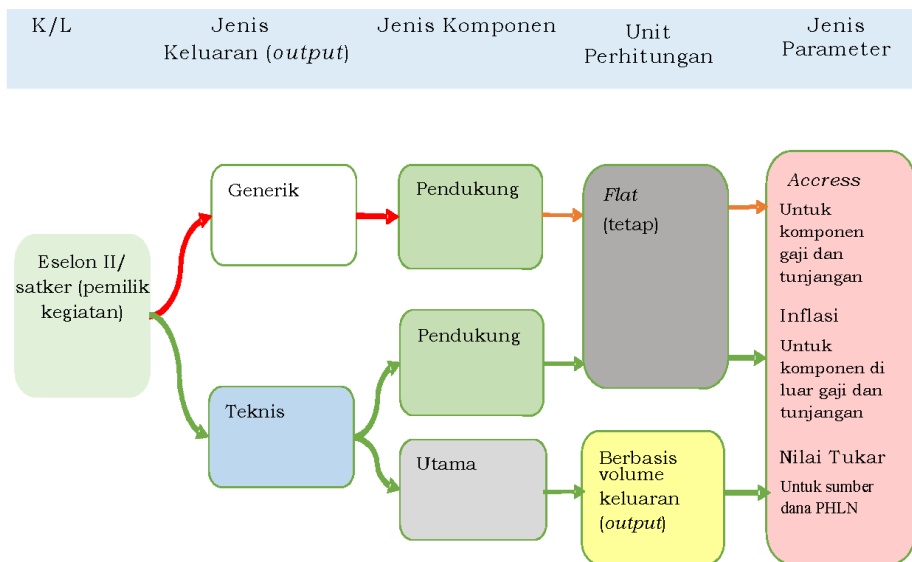 K/L
Jenis
Keluaran (output)
Jenis Komponen
Unit
Perhitungan
Jenis
Parameter
Eselon II/
satker (pemilik
kegiatan)
Generik
Teknis
Pendukung
Pendukung
Utama
Flat
(tetap)
Berbasis
volume
keluaran
(output)
Accress
Untuk
komponen
gaji dan
tunjangan
Inflasi
Untuk
komponen di
luar gaji dan
tunjangan
Nilai Tukar
Untuk sumber
dana PHLN